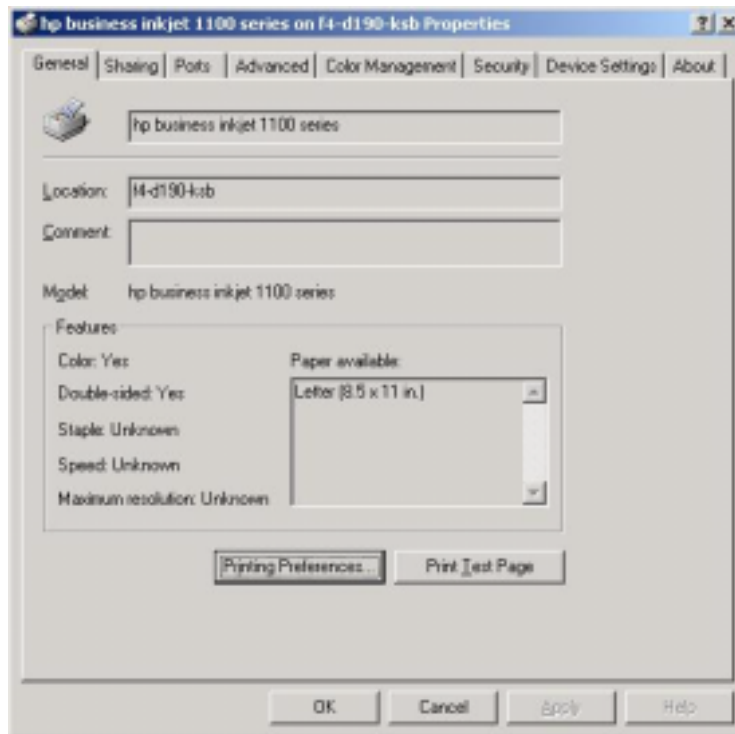 hp business inkjet 1100 series on f4-d190-ksb Properties
General Sharing Ports Advanced Color Management Security Device Settings About
hp business inkjet 1100 series
Location: f4-d190-ksb
Comment:
Model: hp business inkjet 1100 series
Features
Color: Yes Paper available:
Double-sided: Yes Letter (8.5 x 11 in.)
Staple: Unknown
Speed: Unknown
Maximum resolution: Unknown
Printing Preferences... Print Test Page
OK Cancel Apply Help